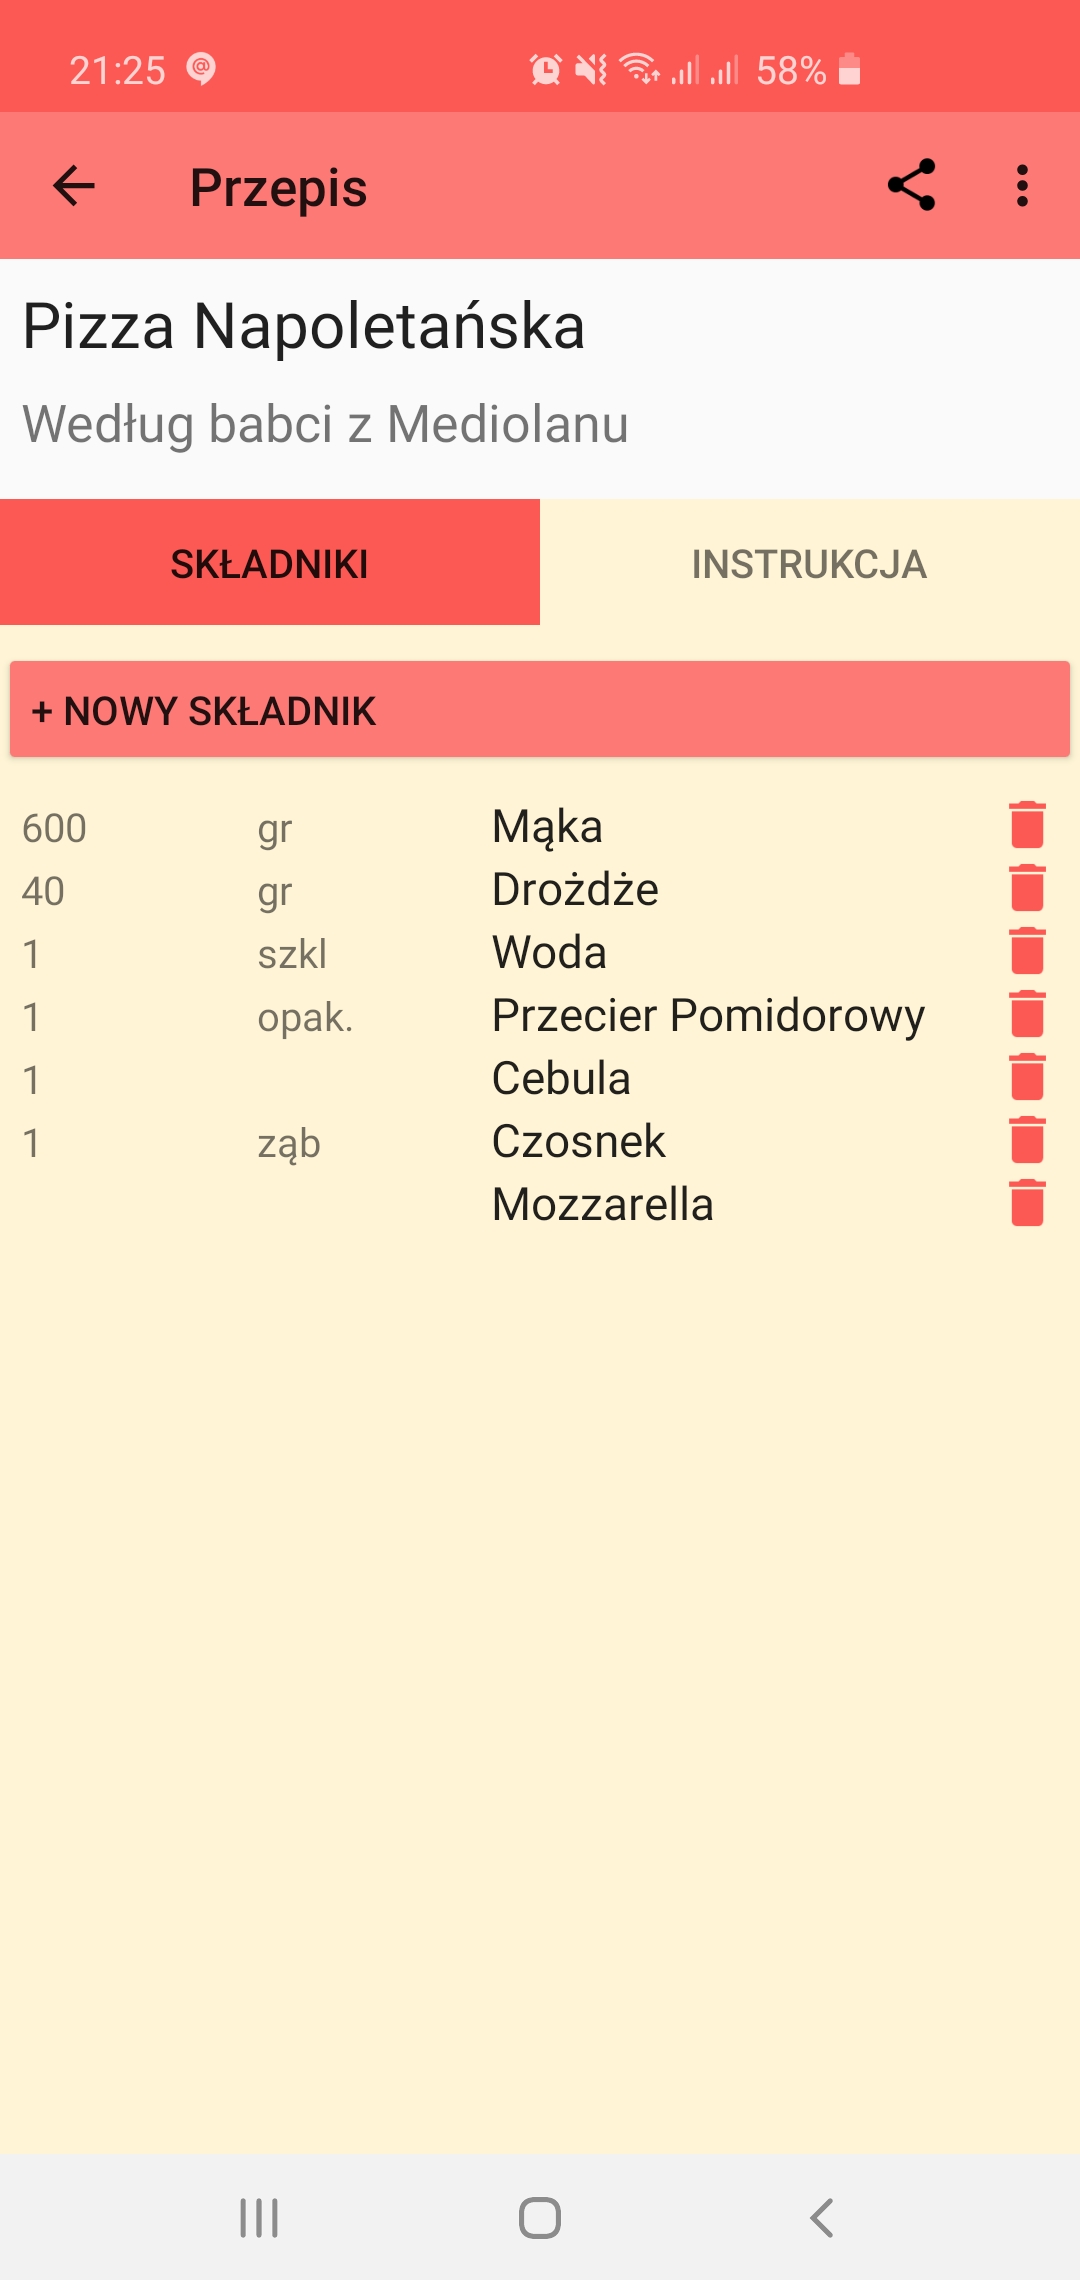 21:25 58%
Przepis
Pizza Napoletańska
Według babci z Mediolanu
SKŁADNIKI INSTRUKCJA
+ NOWY SKŁADNIK
600 gr Mąka
40 gr Drożdże
1 szkl Woda
1 opak. Przecier Pomidorowy
1 Cebula
1 ząb Czosnek
Mozzarella